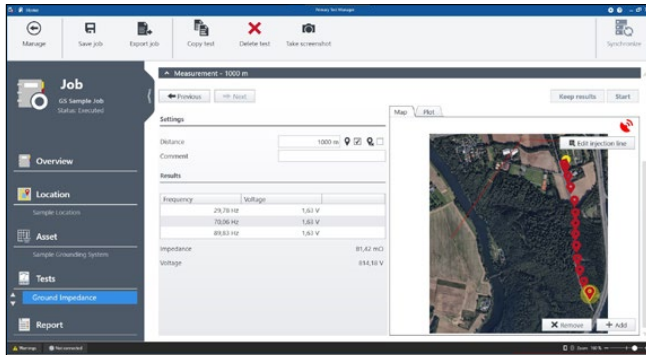 Home
Primary Test Manager
Manage
Save job
Export job
Copy test
Delete test
Take screenshot
Synchronize
Job
GS Sample Job
Status: Executed
Overview
Location
Sample Location
Asset
Sample Grounding System
Tests
Ground Impedance
Report
Measurement - 1000 m
Previous
Next
Keep results
Start
Settings
Distance
1000 m
Comment
Results
Frequency
Voltage
29,78 Hz
1,63 V
70,06 Hz
1,63 V
89,83 Hz
1,63 V
Impedance
81,42 mΩ
Voltage
814,18 V
Map
Plot
Edit injection line
Remove
Add
Warnings
Not connected
Zoom